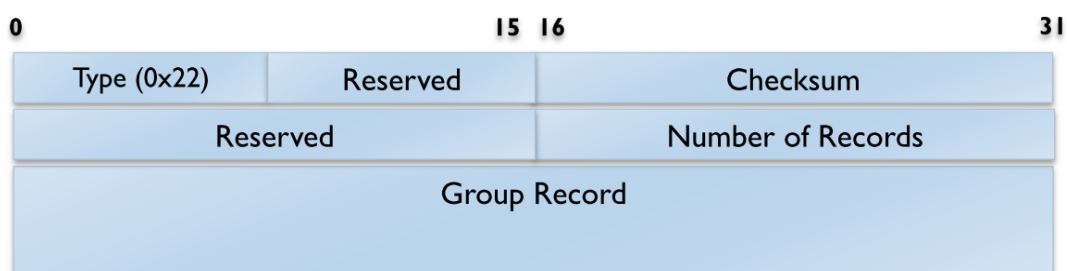 0 15 16 31
Type (0x22) Reserved Checksum
Reserved Number of Records
Group Record